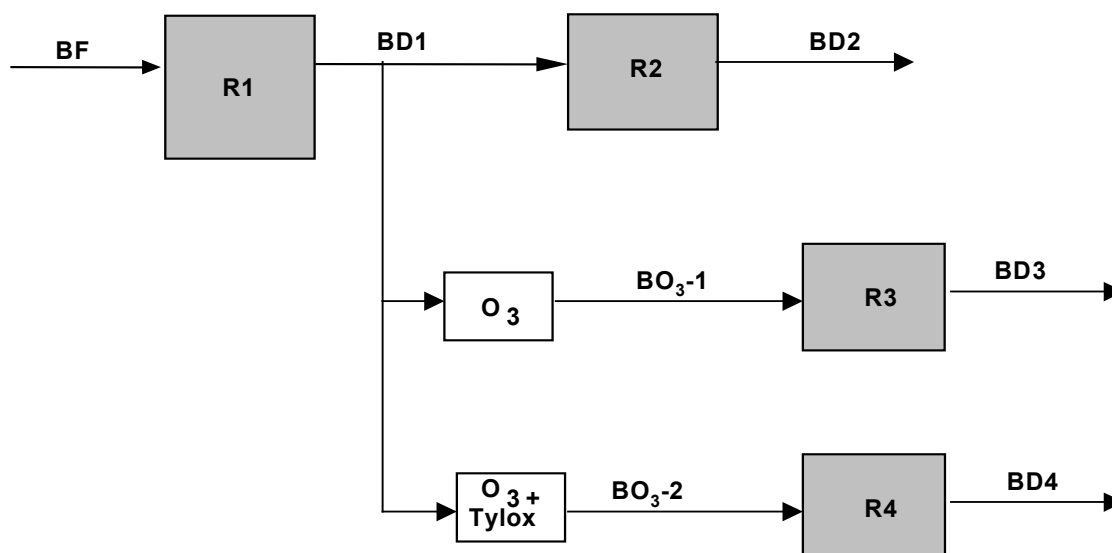 BF
R1
BD1
R2
BD2
O3
BO3-1
R3
BD3
O3+
Tylox
BO3-2
R4
BD4